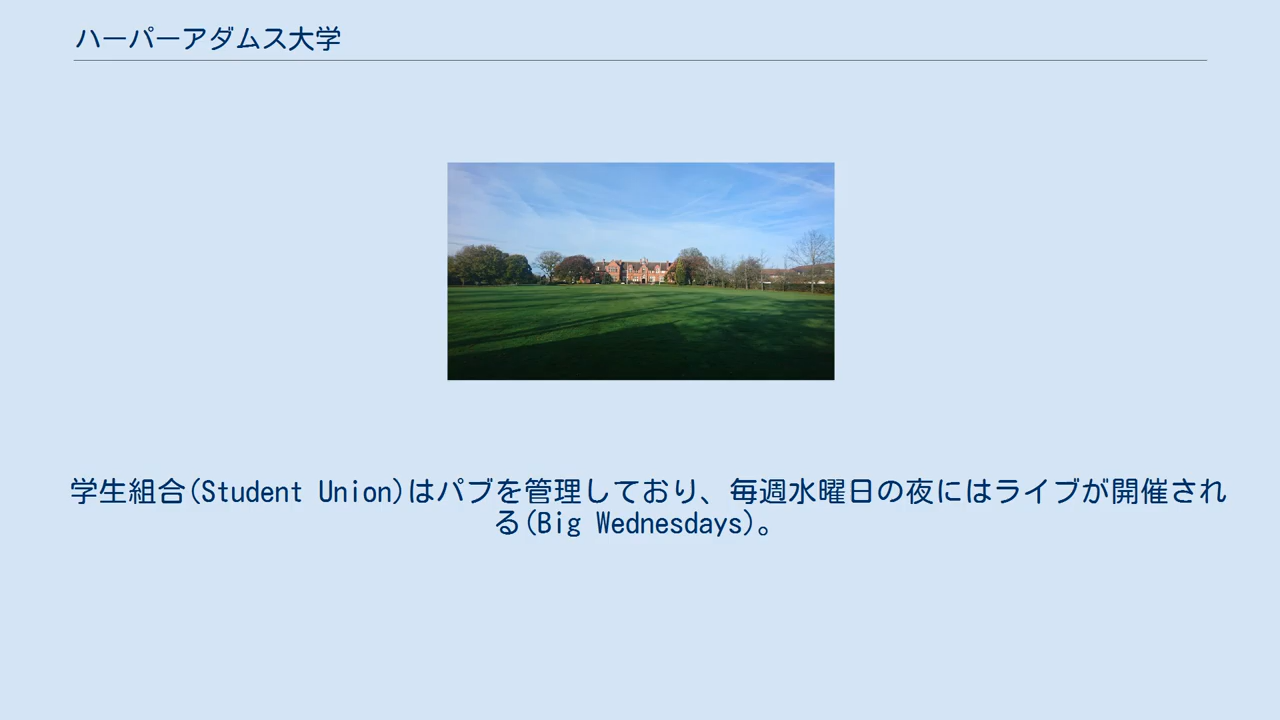 ハーパーアダムス大学
学生組合(Student Union)はパブを管理しており、毎週水曜日の夜にはライブが開催され
る(Big Wednesdays)。